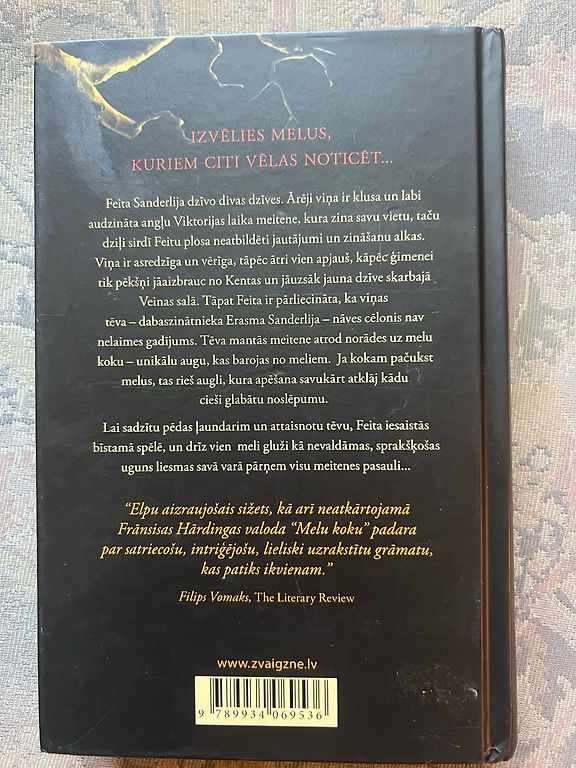 IZVĒLIES MELUS,
KURIEM CITI VĒLAS NOTICĒT...
Feita Sanderlija dzīvo divas dzīves. Ārēji viņa ir klusa un labi
audzināta angļu Viktorijas laika meitene, kura zina savu vietu, taču
dziļi sirdī Feitu plosa neatbildēti jautājumi un zināšanu alkas.
Viņa ir asredzīga un vērīga, tāpēc ātri vien apjauš, kāpēc ģimenei
tik pēkšņi jāaizbrauc no Kentas un jāuzsāk jauna dzīve skarbajā
Veinas salā. Tāpat Feita ir pārliecināta, ka viņas
tēva – dabaszinātnieka Erasma Sanderlija – nāves cēlonis nav
nelaimes gadījums. Tēva mantās meitene atrod norādes uz melu
koku – unikālu augu, kas barojas no meliem. Ja kokam pačukst
melus, tas rieš augli, kura apēšana savukārt atklāj kādu
cieši glabātu noslēpumu.
Lai sadzītu pēdas ļaundarim un attaisnotu tēvu, Feita iesaistās
bīstamā spēlē, un drīz vien meli gluži kā nevaldāmas, sprakšķošas
uguns liesmas savā varā pārņem visu meitenes pasauli...
“Elpu aizraujošais sižets, kā arī neatkārtojamā
Frānsisas Hārdingas valoda “Melu koku” padara
par satriecošu, intriģējošu, lieliski uzrakstītu grāmatu,
kas patiks ikvienam.”
Filips Vomaks, The Literary Review
www.zvaigzne.lv
9 789934 069536